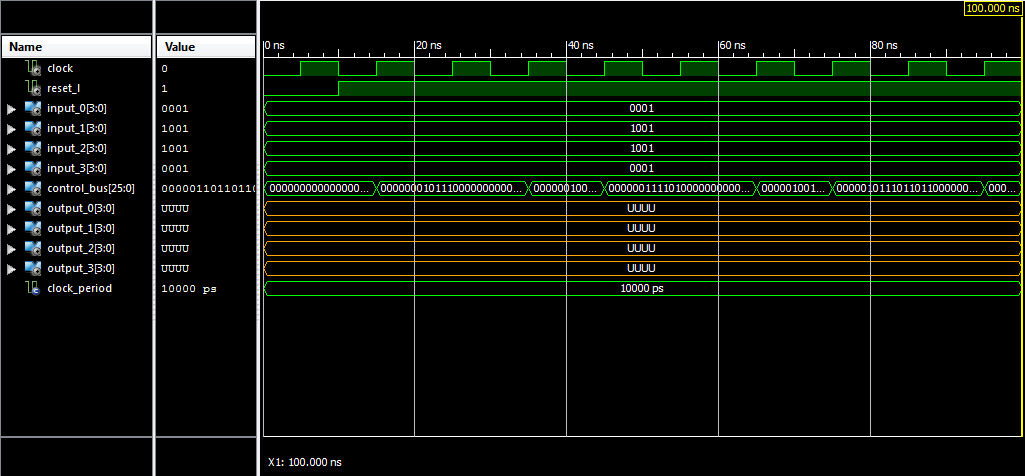 100.000 ns
Name Value
0 ns 20 ns 40 ns 60 ns 80 ns
clock 0
reset_l 1
input_0[3:0] 0001 0001
input_1[3:0] 1001 1001
input_2[3:0] 1001 1001
input_3[3:0] 0001 0001
control_bus[25:0] 00000110110110 000000000000000... 00000001011100000000000... 000000100... 00000011110100000000000... 000001001... 00000101110110110000000... 000...
output_0[3:0] UUUU UUUU
output_1[3:0] UUUU UUUU
output_2[3:0] UUUU UUUU
output_3[3:0] UUUU UUUU
clock_period 10000 ps 10000 ps
X1: 100.000 ns